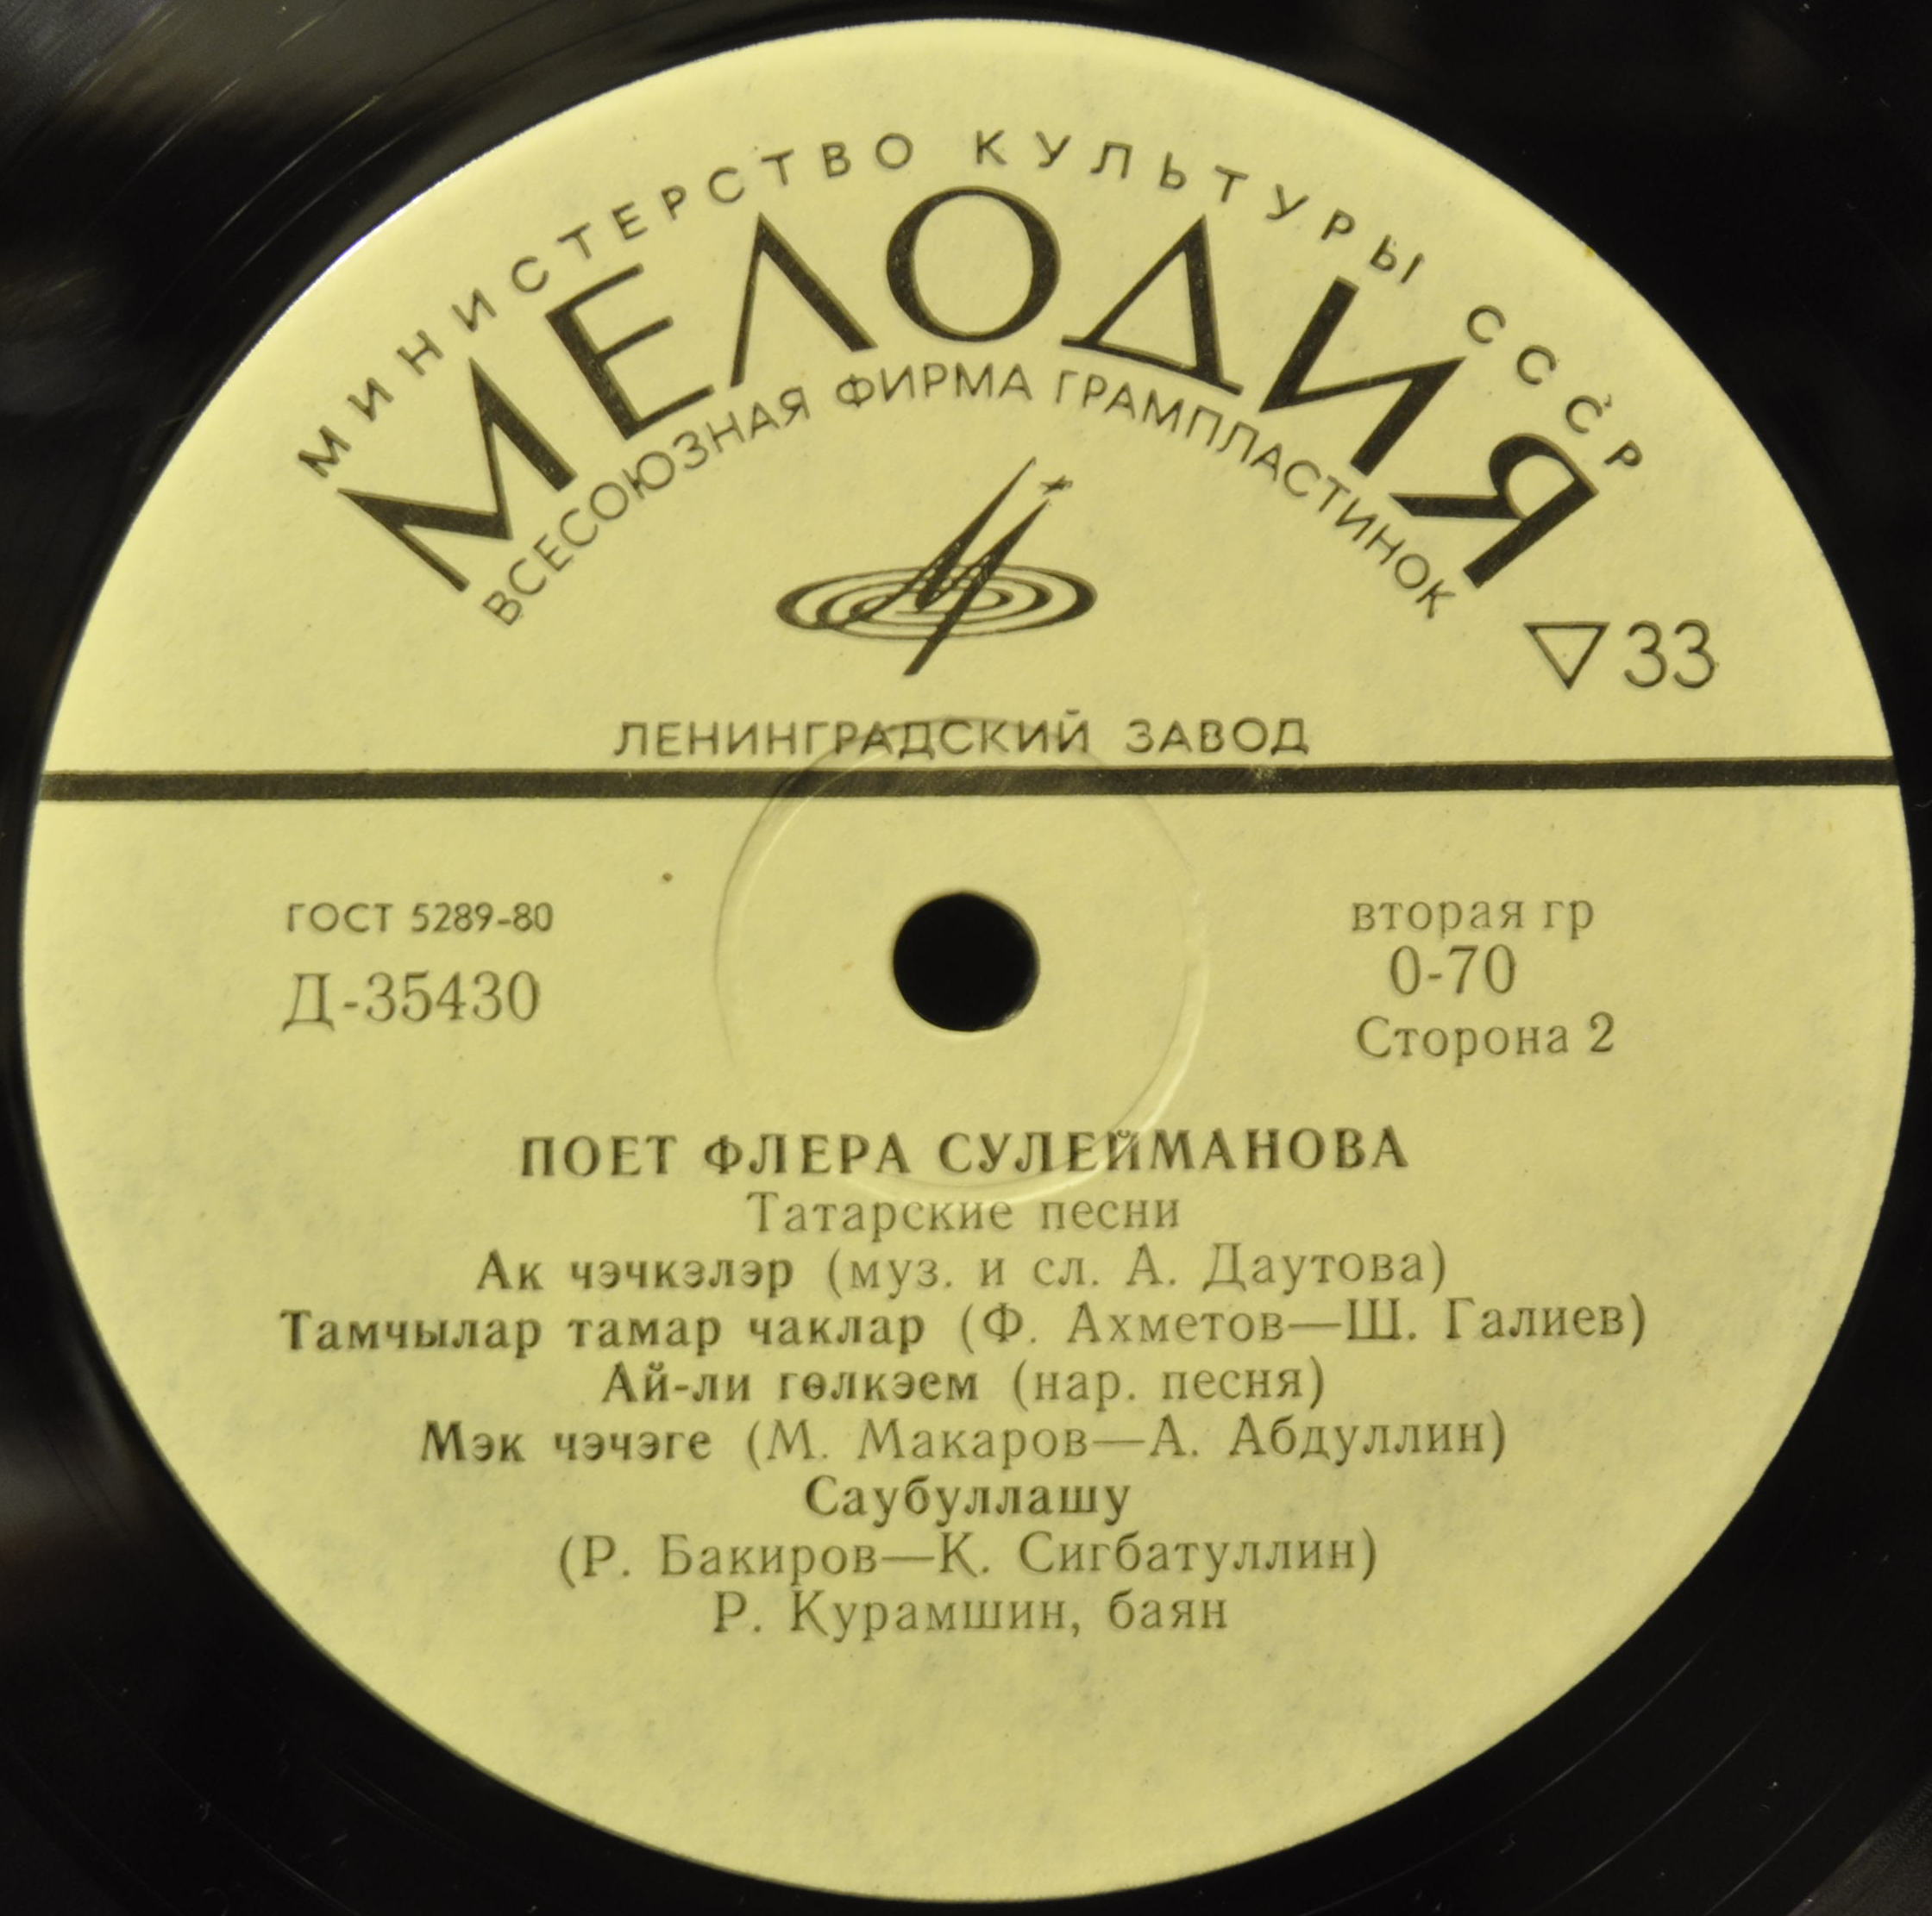 МИНИСТЕРСТВО КУЛЬТУРЫ СССР
МЕЛОДИЯ
ВСЕСОЮЗНАЯ ФИРМА ГРАМПЛАСТИНОК
33
ЛЕНИНГРАДСКИЙ ЗАВОД
ГОСТ 5289-80
Д-35430
вторая гр
0-70
Сторона 2
ПОЕТ ФЛЕРА СУЛЕЙМАНОВА
Татарские песни
Ак чэчкэлэр (муз. и сл. А. Даутова)
Тамчылар тамар чаклар (Ф. Ахметов—Ш. Галиев)
Ай-ли гөлкэем (нар. песня)
Мэк чэчэге (М. Макаров—А. Абдуллин)
Саубуллашу
(Р. Бакиров—К. Сигбатуллин)
Р. Курамшин, баян